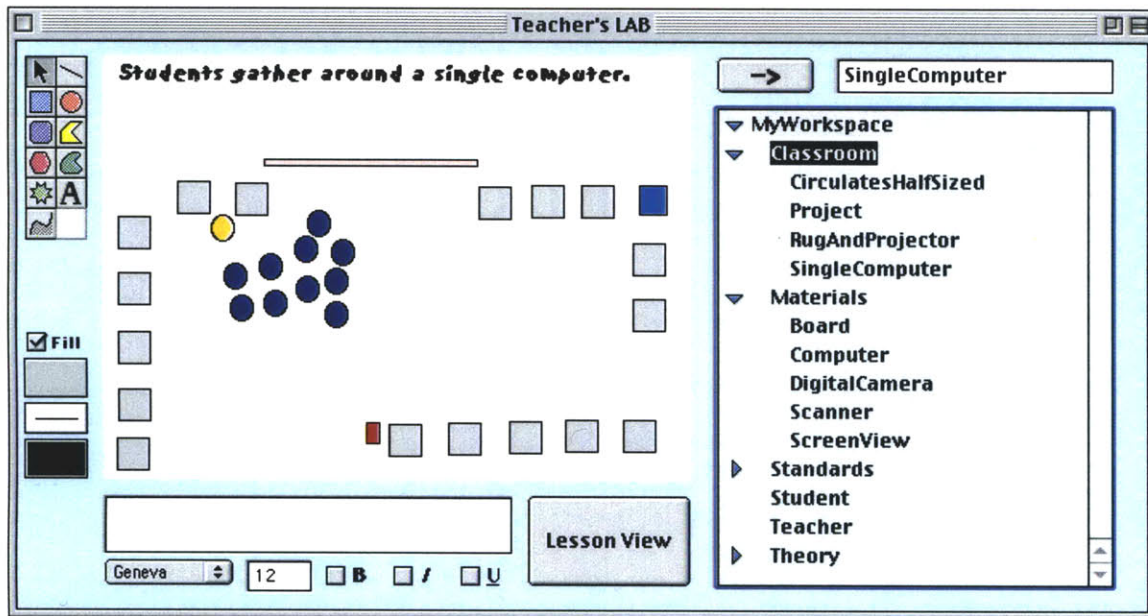 Teacher's LAB
Students gather around a single computer.
A
Fill
Geneva
12
B
I
U
Lesson View
->
SingleComputer
MyWorkspace
Classroom
CirculatesHalfSized
Project
RugAndProjector
SingleComputer
Materials
Board
Computer
DigitalCamera
Scanner
ScreenView
Standards
Student
Teacher
Theory